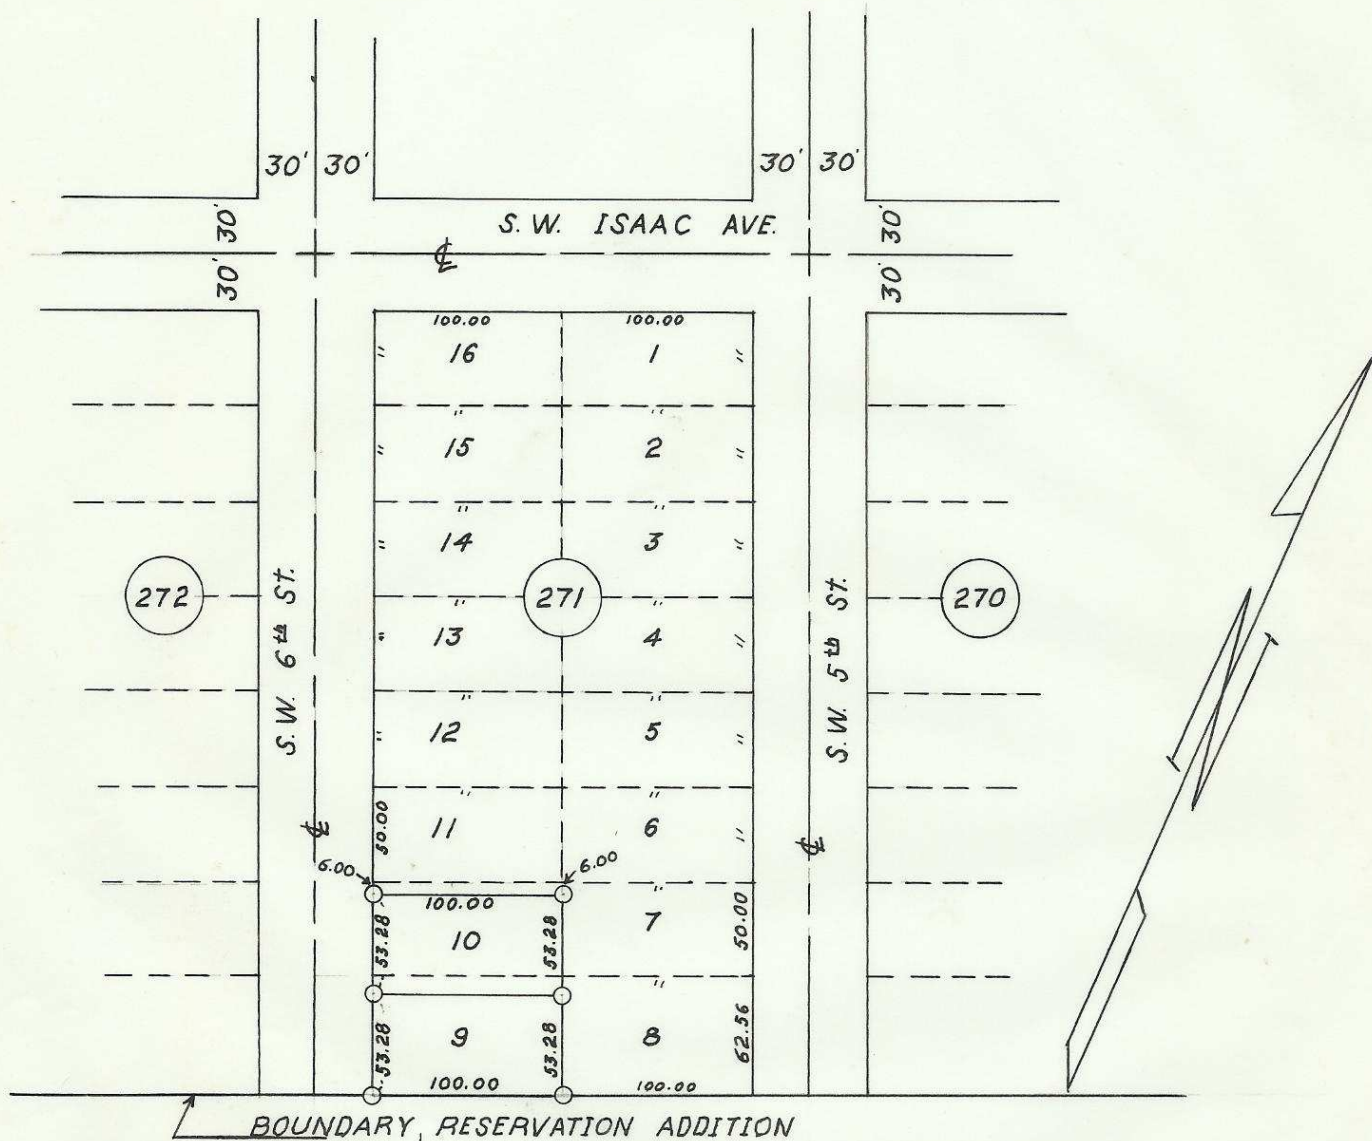 30' 30' 30' 30'
30' S.W. ISAAC AVE. 30'
℄
30' 30'
100.00 100.00
" 16 1 "
" "
" 15 2 "
" "
" 14 3 "
272 271 270
" "
" 13 4 "
S.W. 6th St. S.W. 5th St.
" "
" 12 5 "
" "
50.00 11 6 "
℄ ℄
6.00 6.00
"
100.00
53.28 10 53.28 7 50.00
"
53.28 9 53.28 8 62.56
100.00 100.00
BOUNDARY, RESERVATION ADDITION